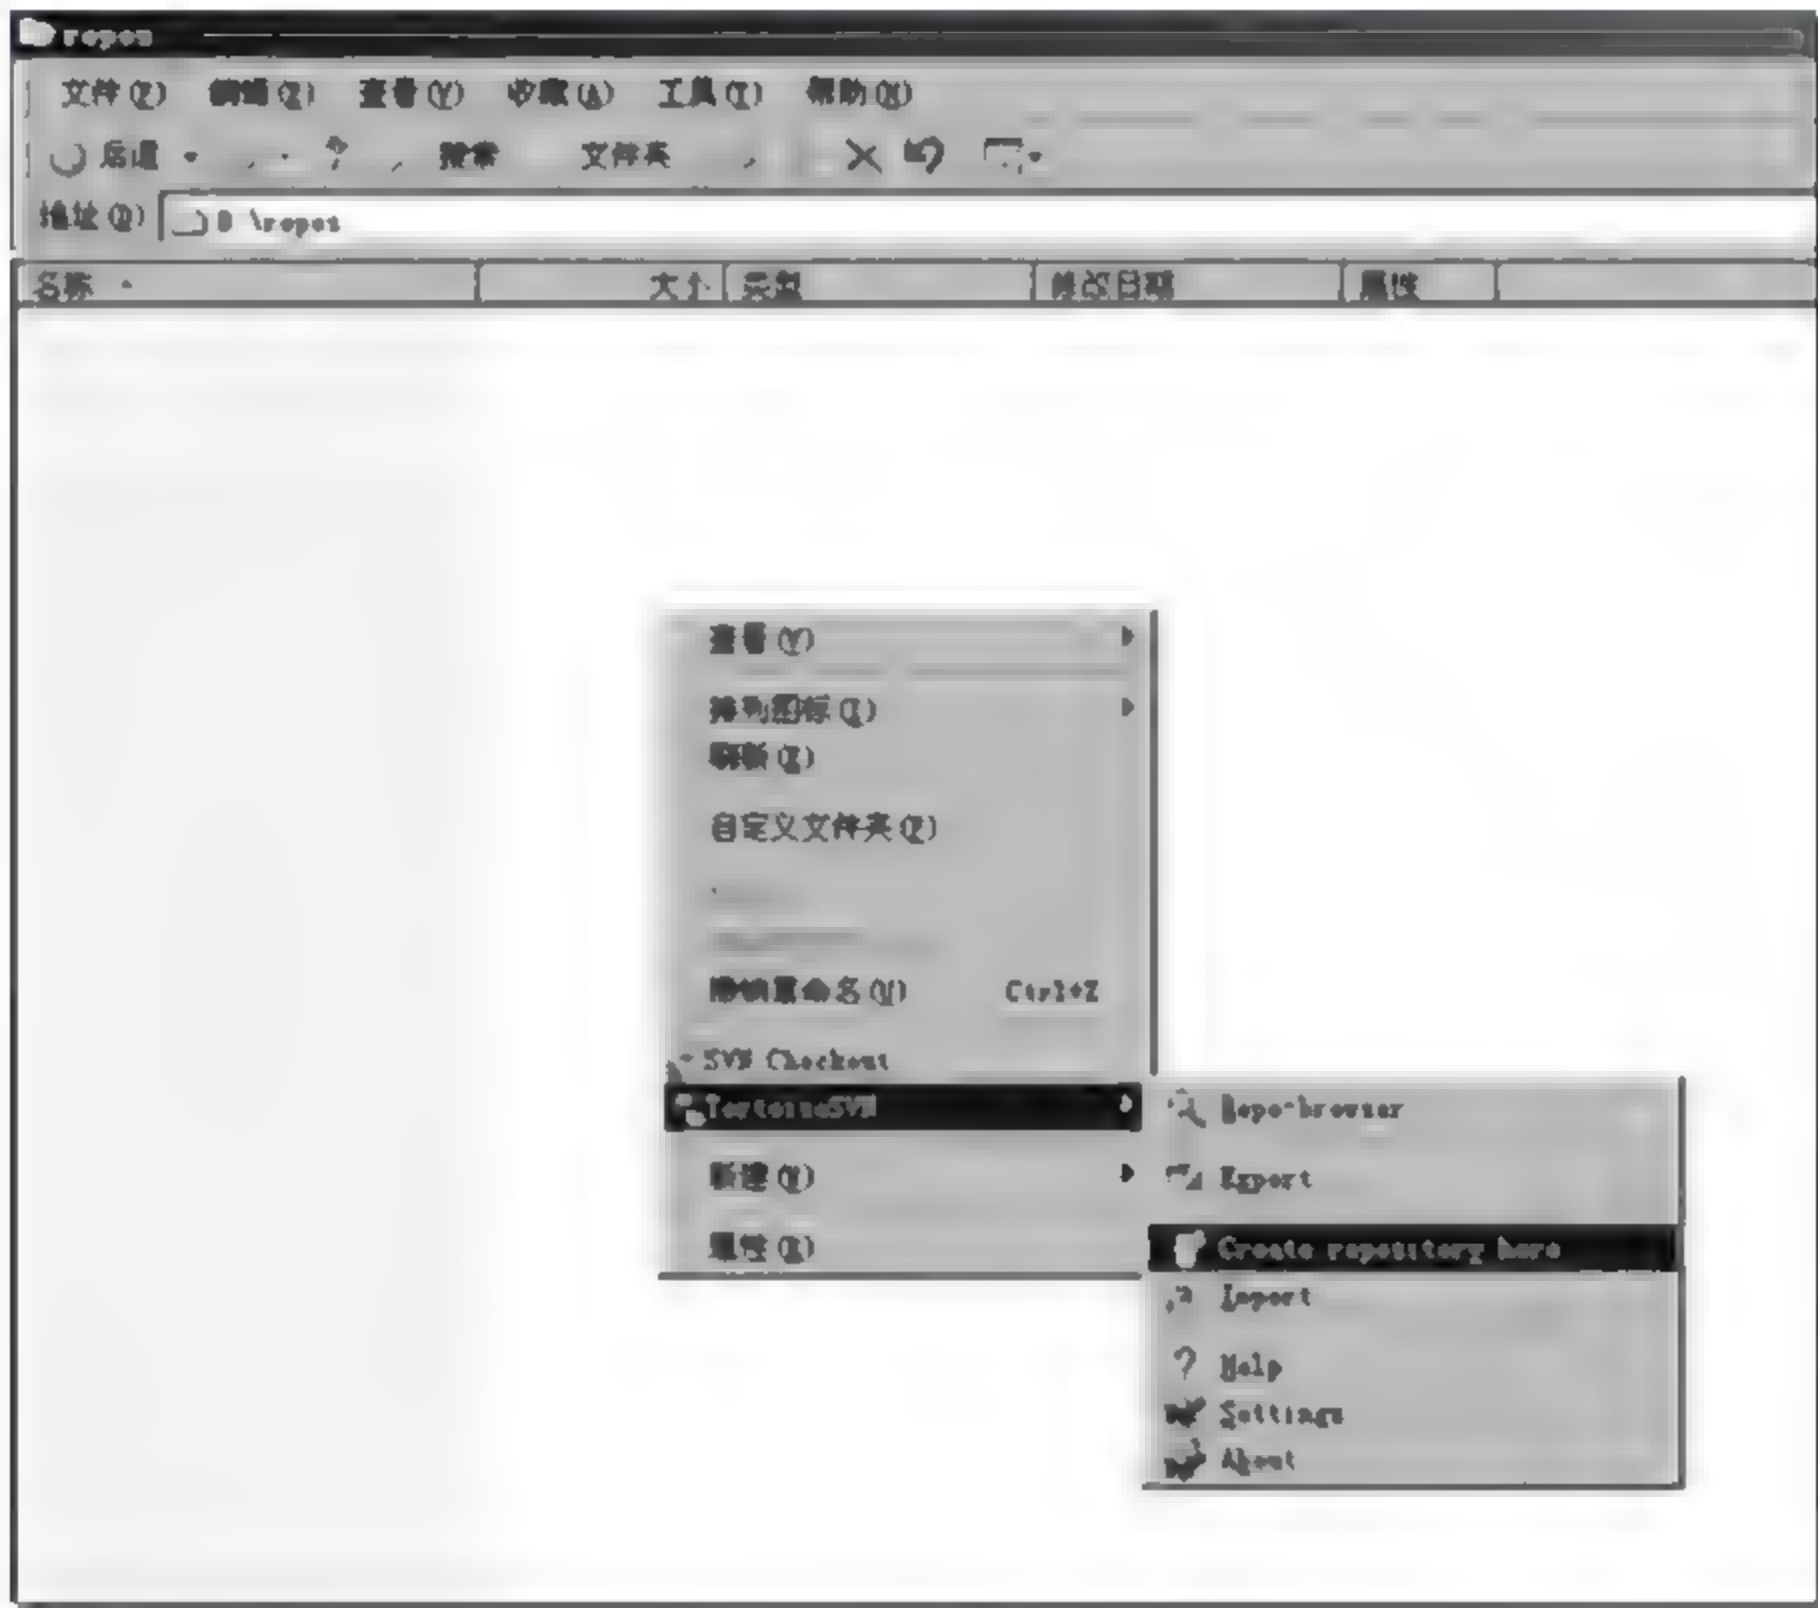 repos
文件(F) 编辑(E) 查看(V) 收藏(A) 工具(T) 帮助(H)
后退 搜索 文件夹
地址(D) D:\repos
名称 大小 类型 修改日期 属性
查看(V)
排列图标(I)
刷新(E)
自定义文件夹(F)
撤销重命名(U) Ctrl+Z
SVN Checkout
TortoiseSVN
新建(W)
属性(R)
Repo-browser
Export
Create repository here
Import
Help
Settings
About